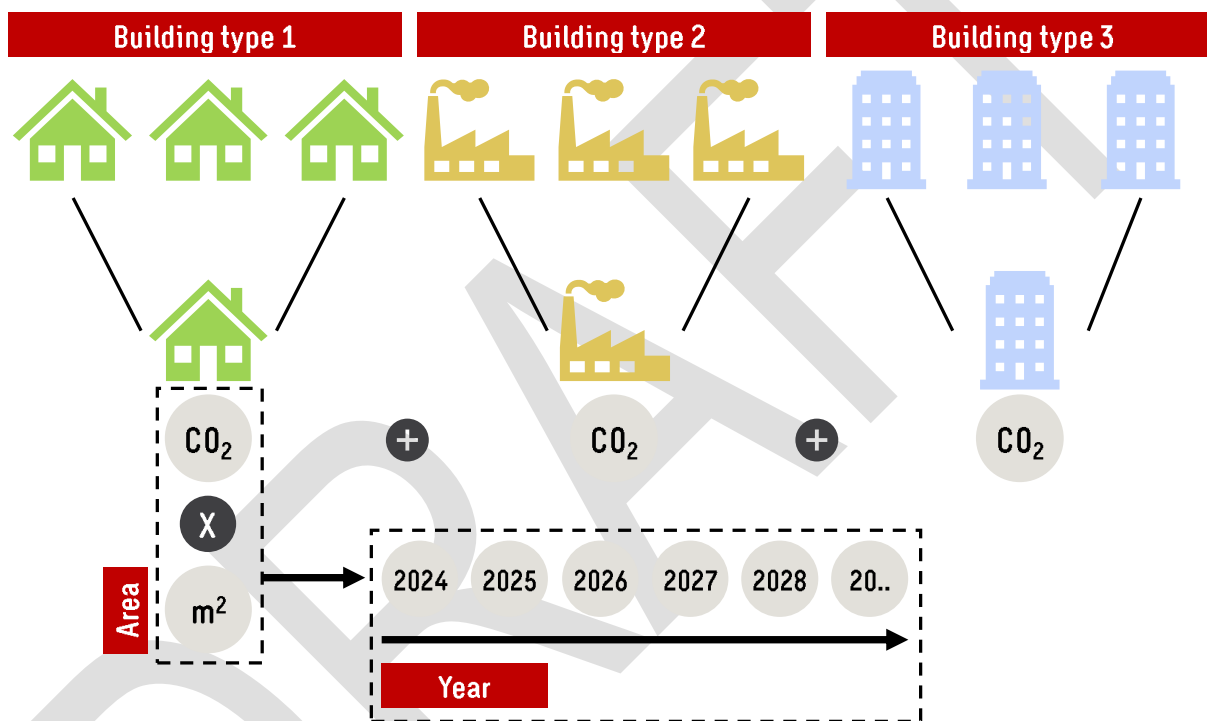 Building type 1
Building type 2
Building type 3
CO₂
+
CO₂
+
CO₂
X
Area
m²
2024 2025 2026 2027 2028 20..
Year
DRAFT